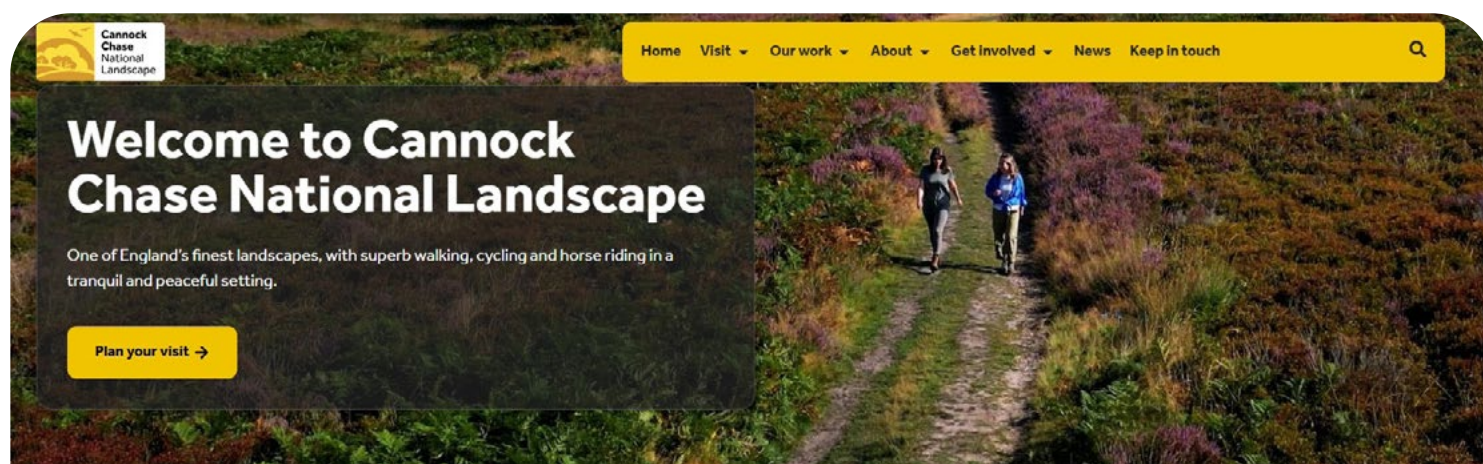 Cannock
Chase
National
Landscape
Home Visit Our work About Get involved News Keep in touch
Welcome to Cannock
Chase National Landscape
One of England's finest landscapes, with superb walking, cycling and horse riding in a
tranquil and peaceful setting.
Plan your visit →